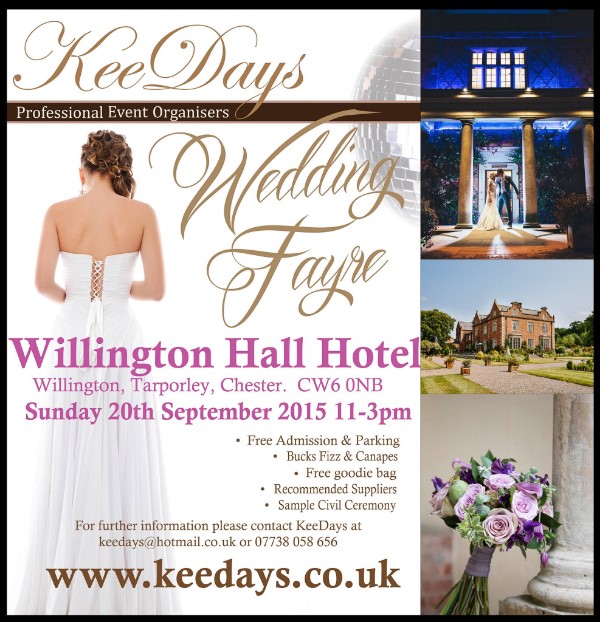 KeeDays
Professional Event Organisers
Wedding
Fayre
Willington Hall Hotel
Willington, Tarporley, Chester. CW6 0NB
Sunday 20th September 2015 11-3pm
• Free Admission & Parking
• Bucks Fizz & Canapes
• Free goodie bag
• Recommended Suppliers
• Sample Civil Ceremony
For further information please contact KeeDays at
keedays@hotmail.co.uk or 07738 058 656
www.keedays.co.uk